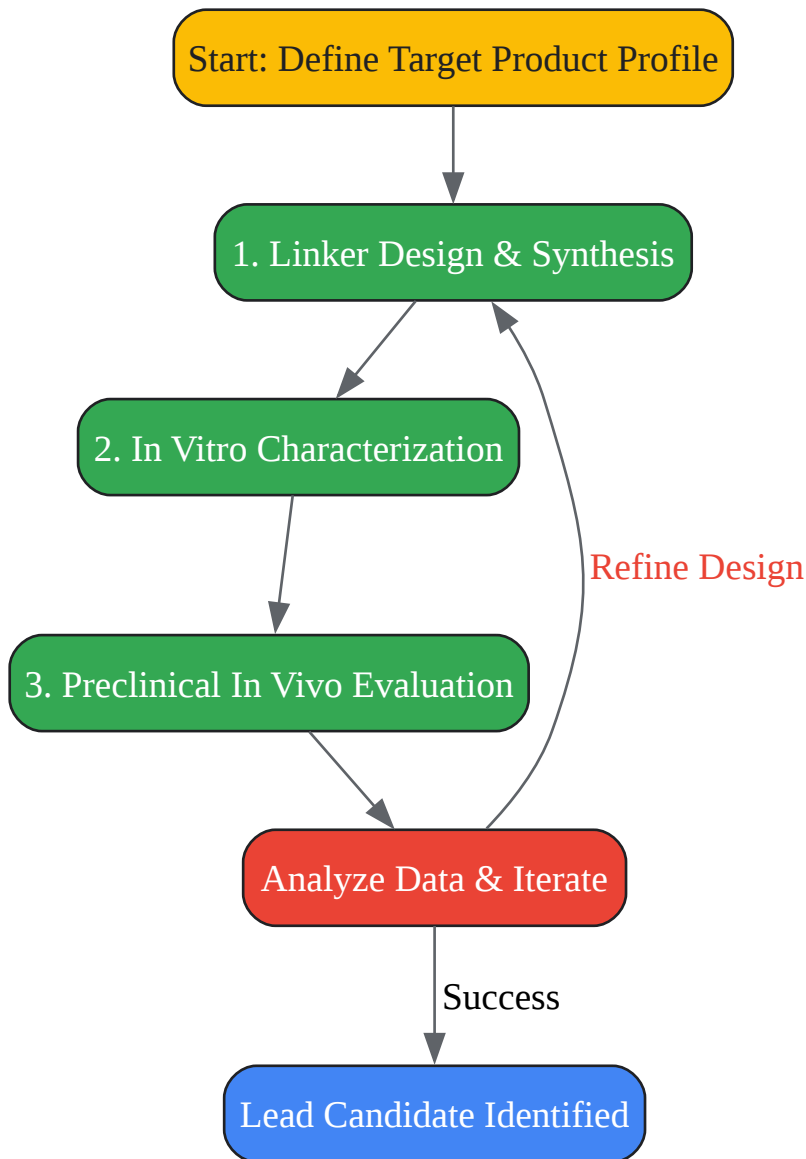 Start: Define Target Product Profile
1. Linker Design & Synthesis
2. In Vitro Characterization
Refine Design
3. Preclinical In Vivo Evaluation
Analyze Data & Iterate
Success
Lead Candidate Identified